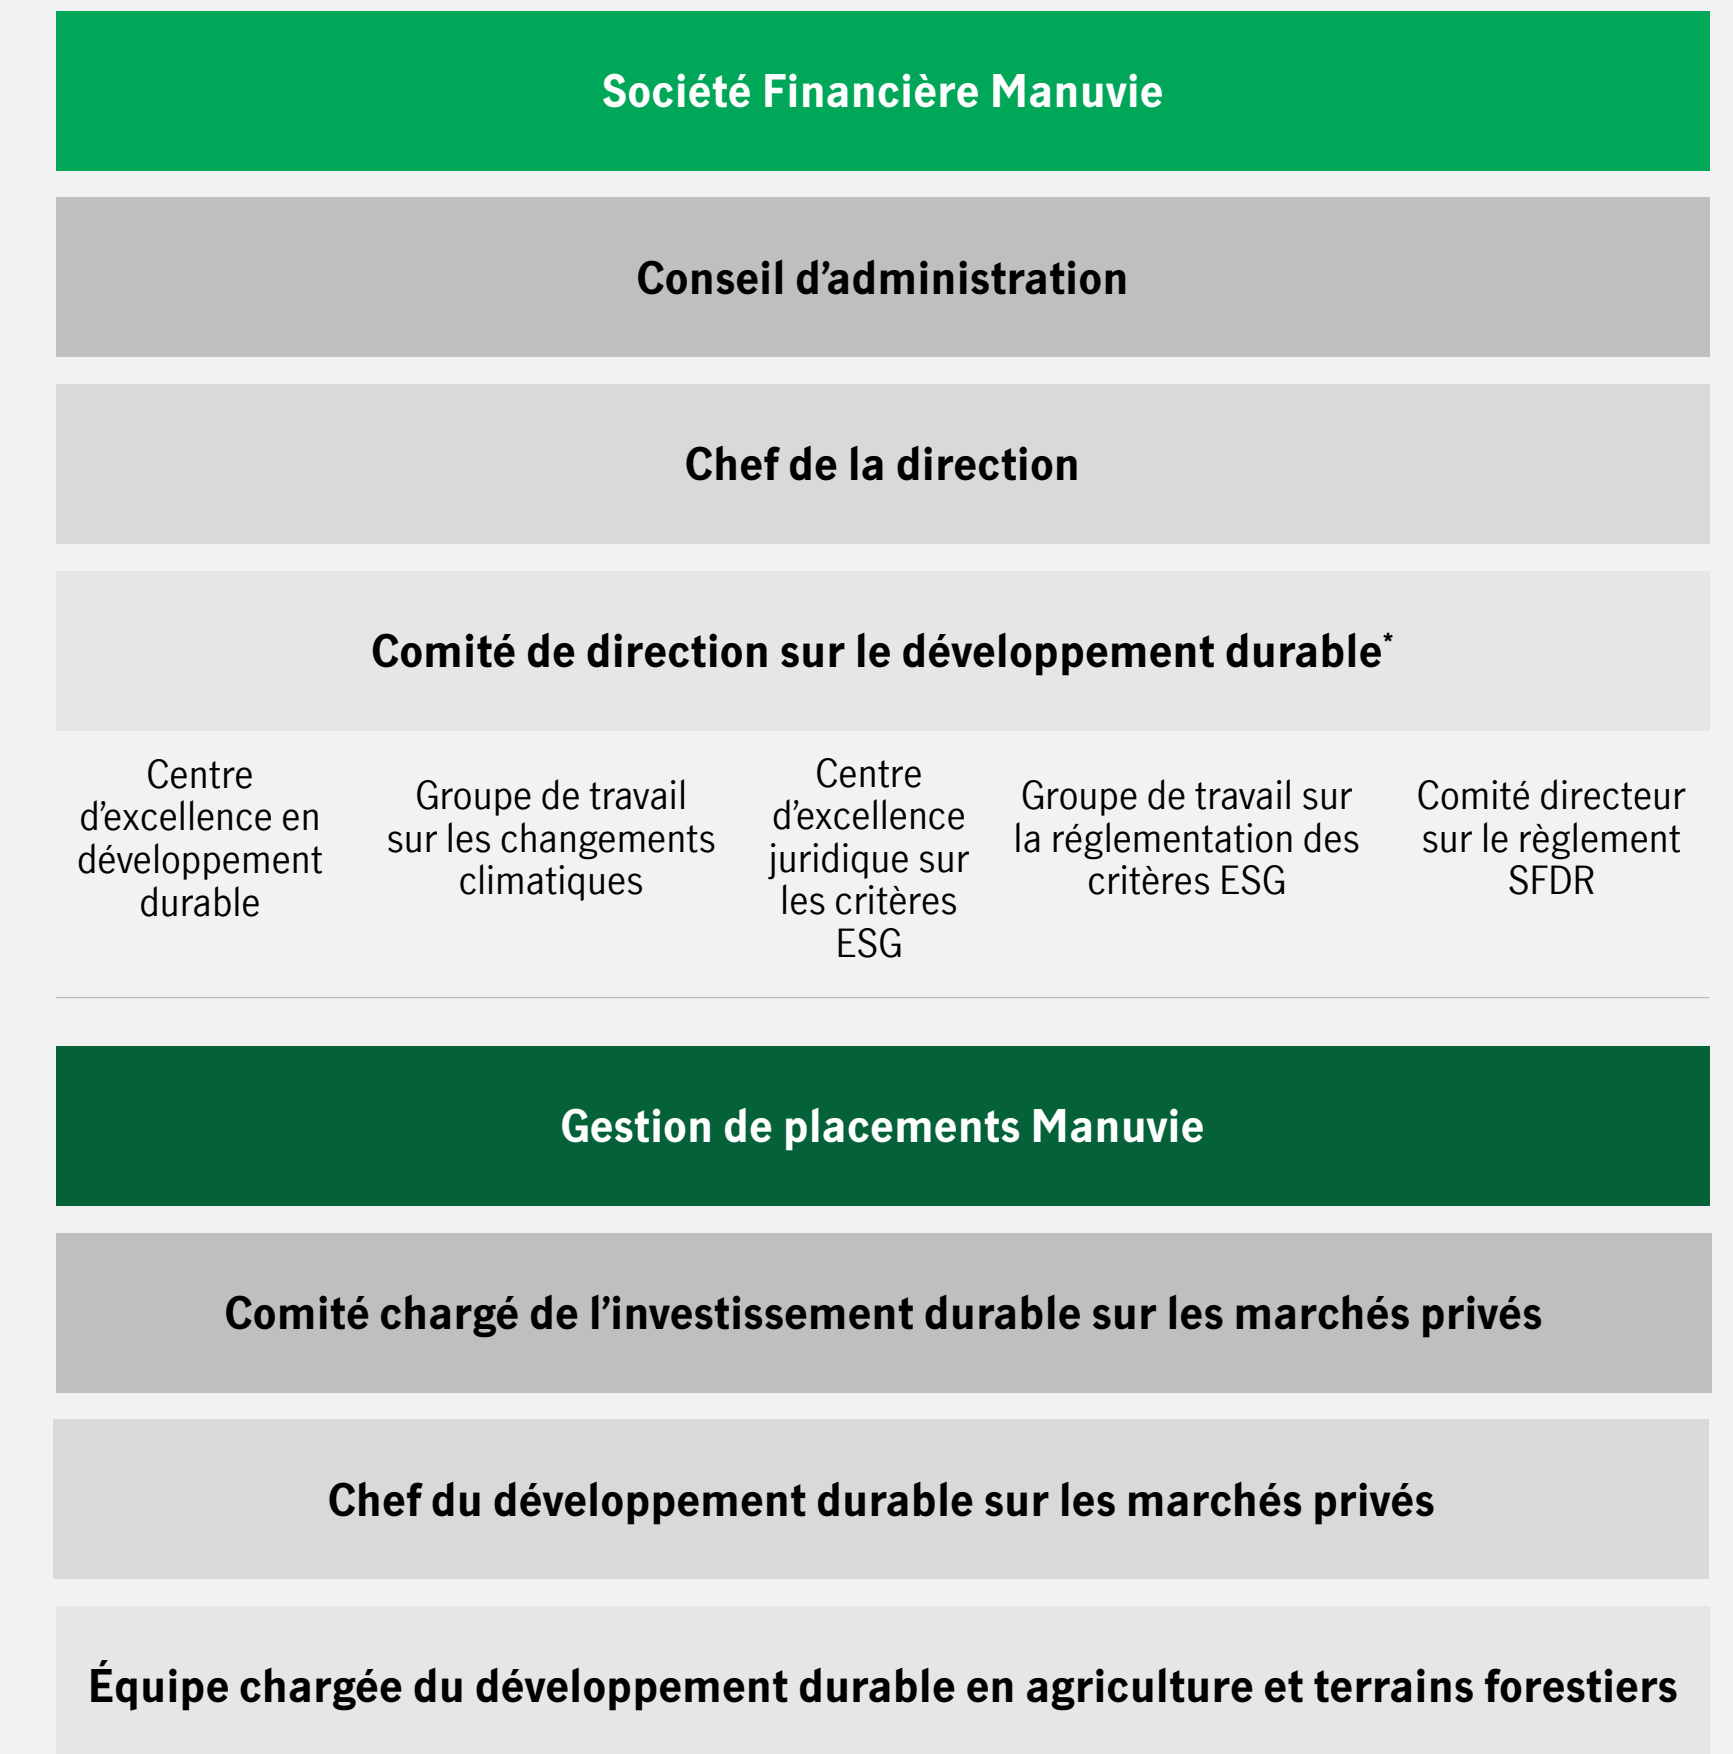 Société Financière Manuvie
Conseil d’administration
Chef de la direction
Comité de direction sur le développement durable*
Centre
d’excellence en
développement
durable
Groupe de travail
sur les changements
climatiques
Centre
d’excellence
juridique sur
les critères
ESG
Groupe de travail sur
la réglementation des
critères ESG
Comité directeur
sur le règlement
SFDR
Gestion de placements Manuvie
Comité chargé de l’investissement durable sur les marchés privés
Chef du développement durable sur les marchés privés
Équipe chargée du développement durable en agriculture et terrains forestiers